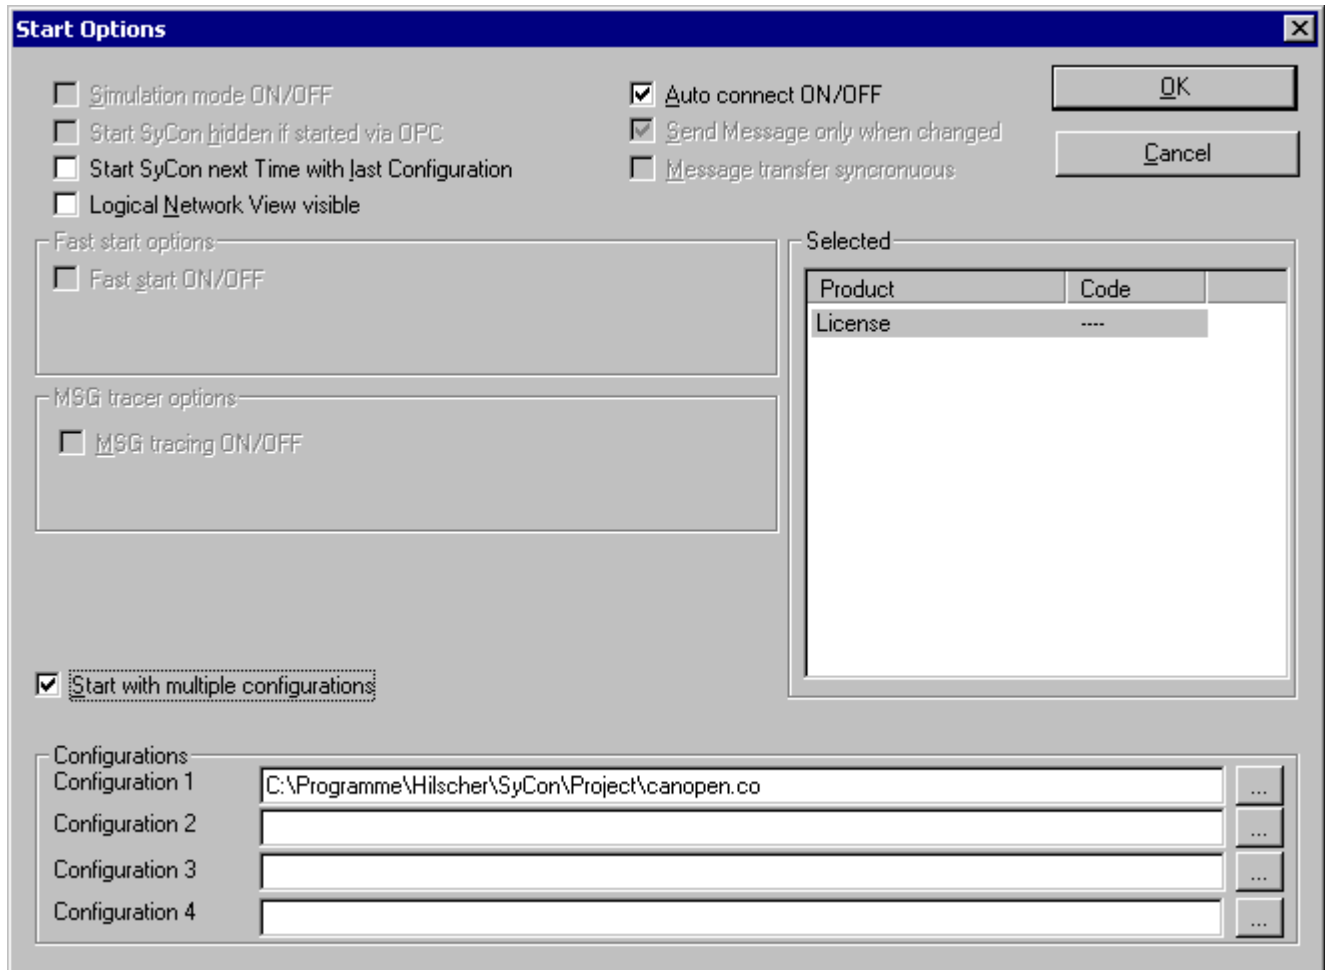 Start Options
Simulation mode ON/OFF
Auto connect ON/OFF
OK
Start SyCon hidden if started via OPC
Send Message only when changed
Start SyCon next Time with last Configuration
Message transfer syncronuous
Cancel
Logical Network View visible
Fast start options
Fast start ON/OFF
Selected
Product Code
License ----
MSG tracer options
MSG tracing ON/OFF
Start with multiple configurations
Configurations
Configuration 1 C:\Programme\Hilscher\SyCon\Project\canopen.co ...
Configuration 2 ...
Configuration 3 ...
Configuration 4 ...